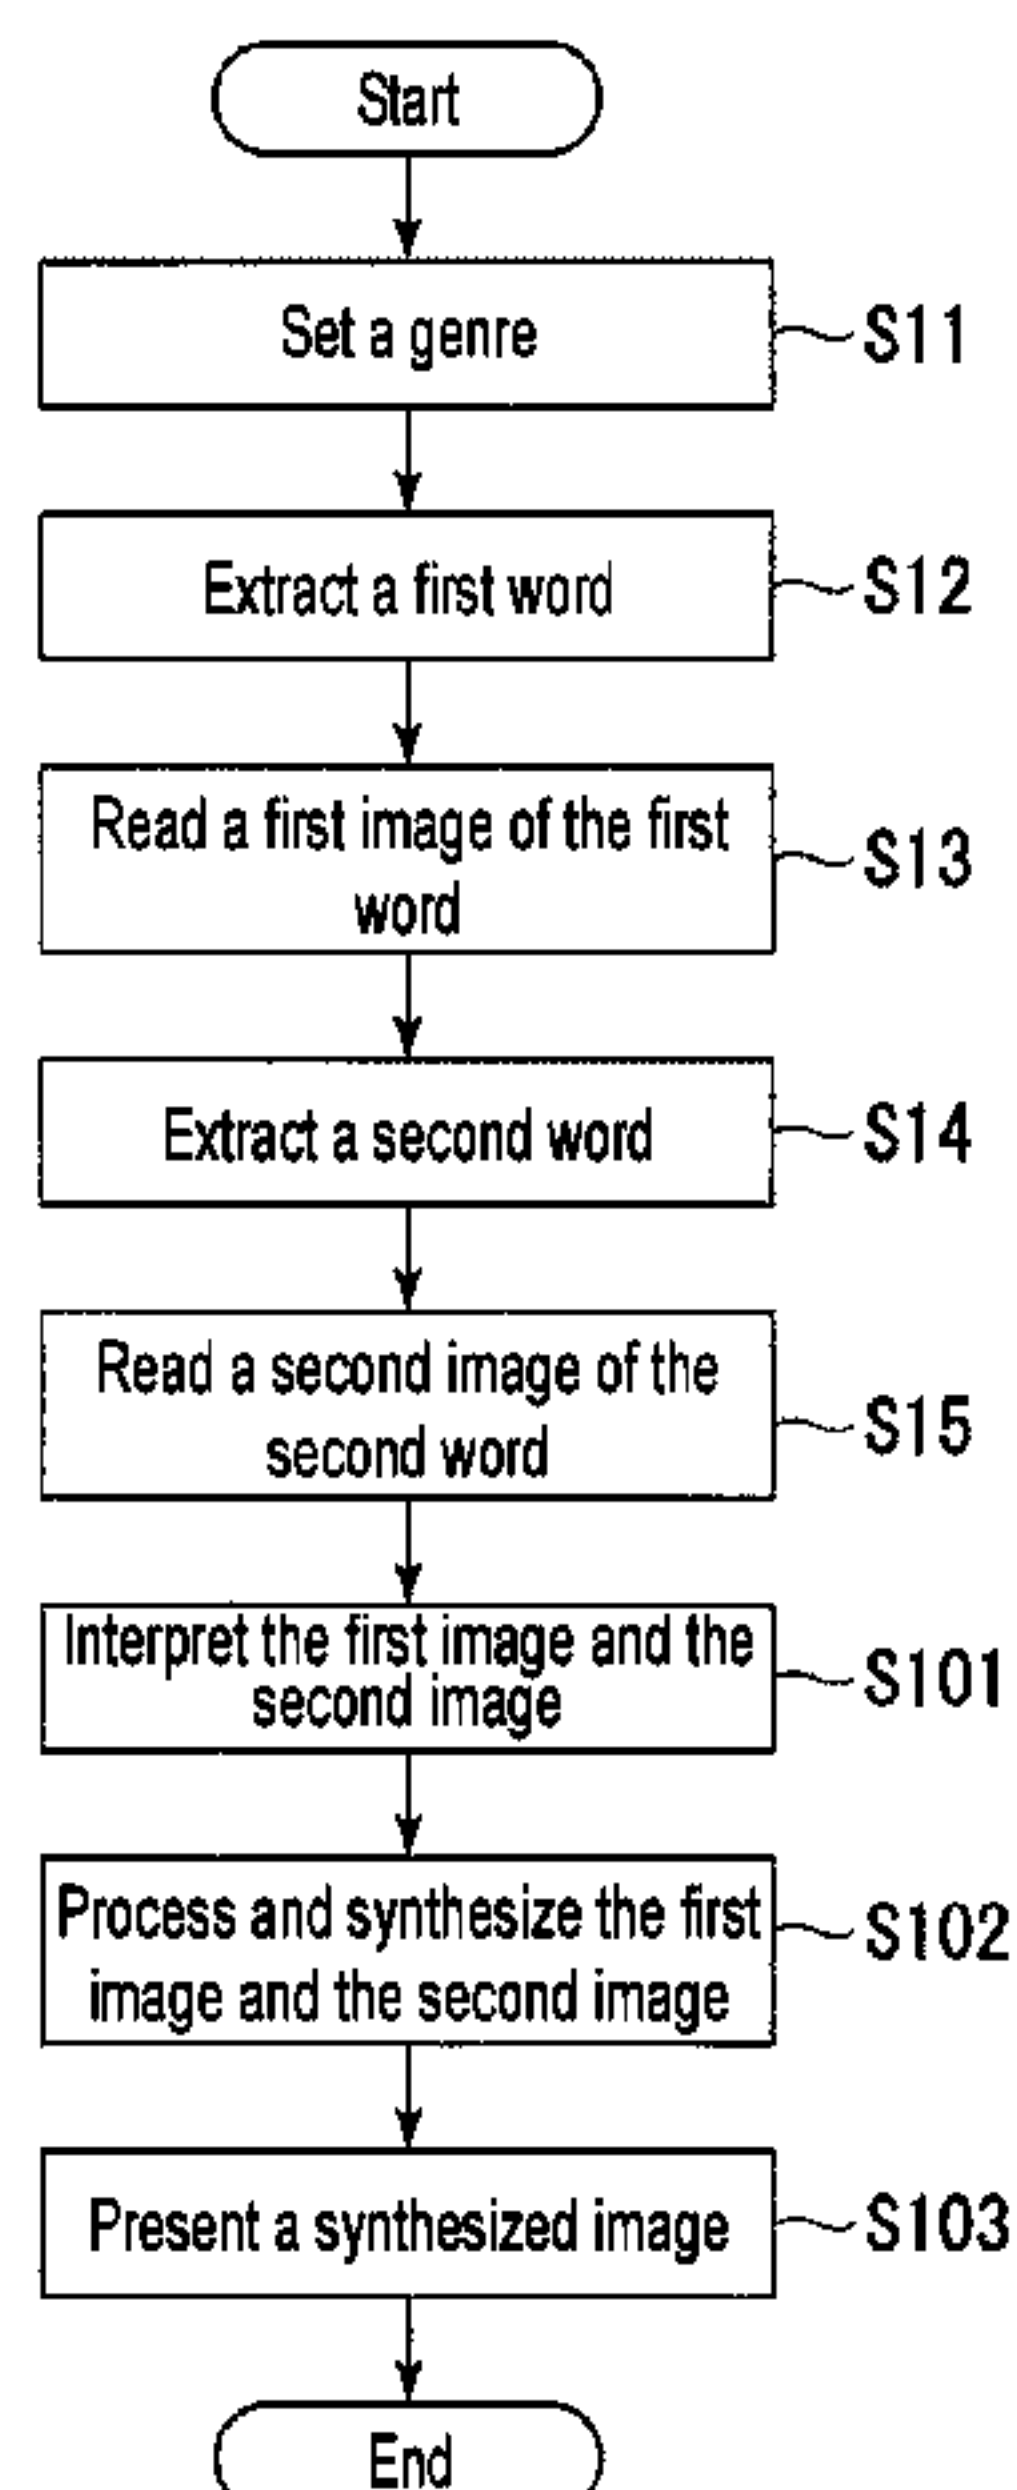 Start
Set a genre
S11
Extract a first word
S12
Read a first image of the first
word
S13
Extract a second word
S14
Read a second image of the
second word
S15
Interpret the first image and the
second image
S101
Process and synthesize the first
image and the second image
S102
Present a synthesized image
S103
End